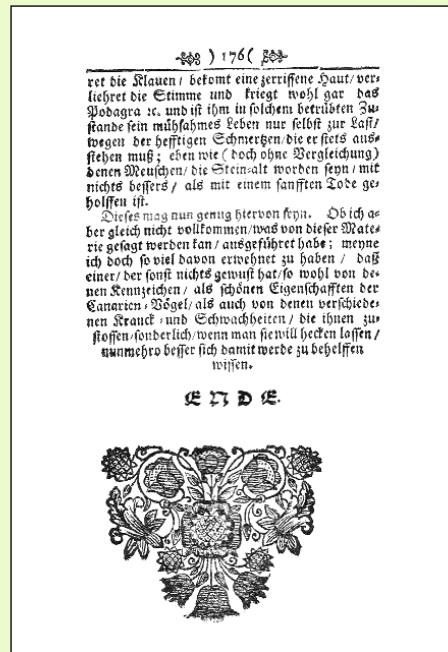 ) 176 (
ret die Klauen / bekomt eine zerrissene Haut / ver-
liehret die Stimme und kriegt wohl gar das
Podagra ꝛc. und ist ihm in solchem betrübten Zu-
stande sein mühsahmes Leben nur selbst zur Last /
wegen der hefftigen Schmertzen / die er stets aus-
stehen muß ; eben wie ( doch ohne Vergleichung )
denen Meuschen / die Stein-alt worden seyn / mit
nichts bessers / als mit einem sanfften Tode ge-
holffen ist.
Dieses mag nun genug hiervon seyn. Ob ich a-
ber gleich nicht vollkommen / was von dieser Mate-
rie gesagt werden kan / ausgeführet habe ; meyne
ich doch so viel davon erwehnet zu haben / daß
einer / der sonst nichts gewust hat / so wohl von de-
nen Kennzeichen / als schönen Eigenschafften der
Canarien-Vögel / als auch von denen verschiede-
nen Kranck- und Schwachheiten / die ihnen zu-
stossen / sonderlich / wenn man sie will hecken lassen /
nunmehro besser sich damit werde zu behelffen
wissen.
ENDE.